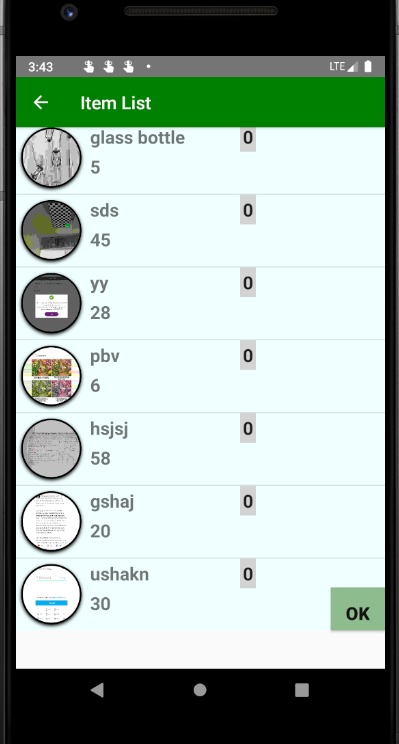 3:43 LTE
Item List
glass bottle 0
5
sds 0
45
yy 0
28
pbv 0
6
hsjsj 0
58
gshaj 0
20
ushakn 0
30
OK